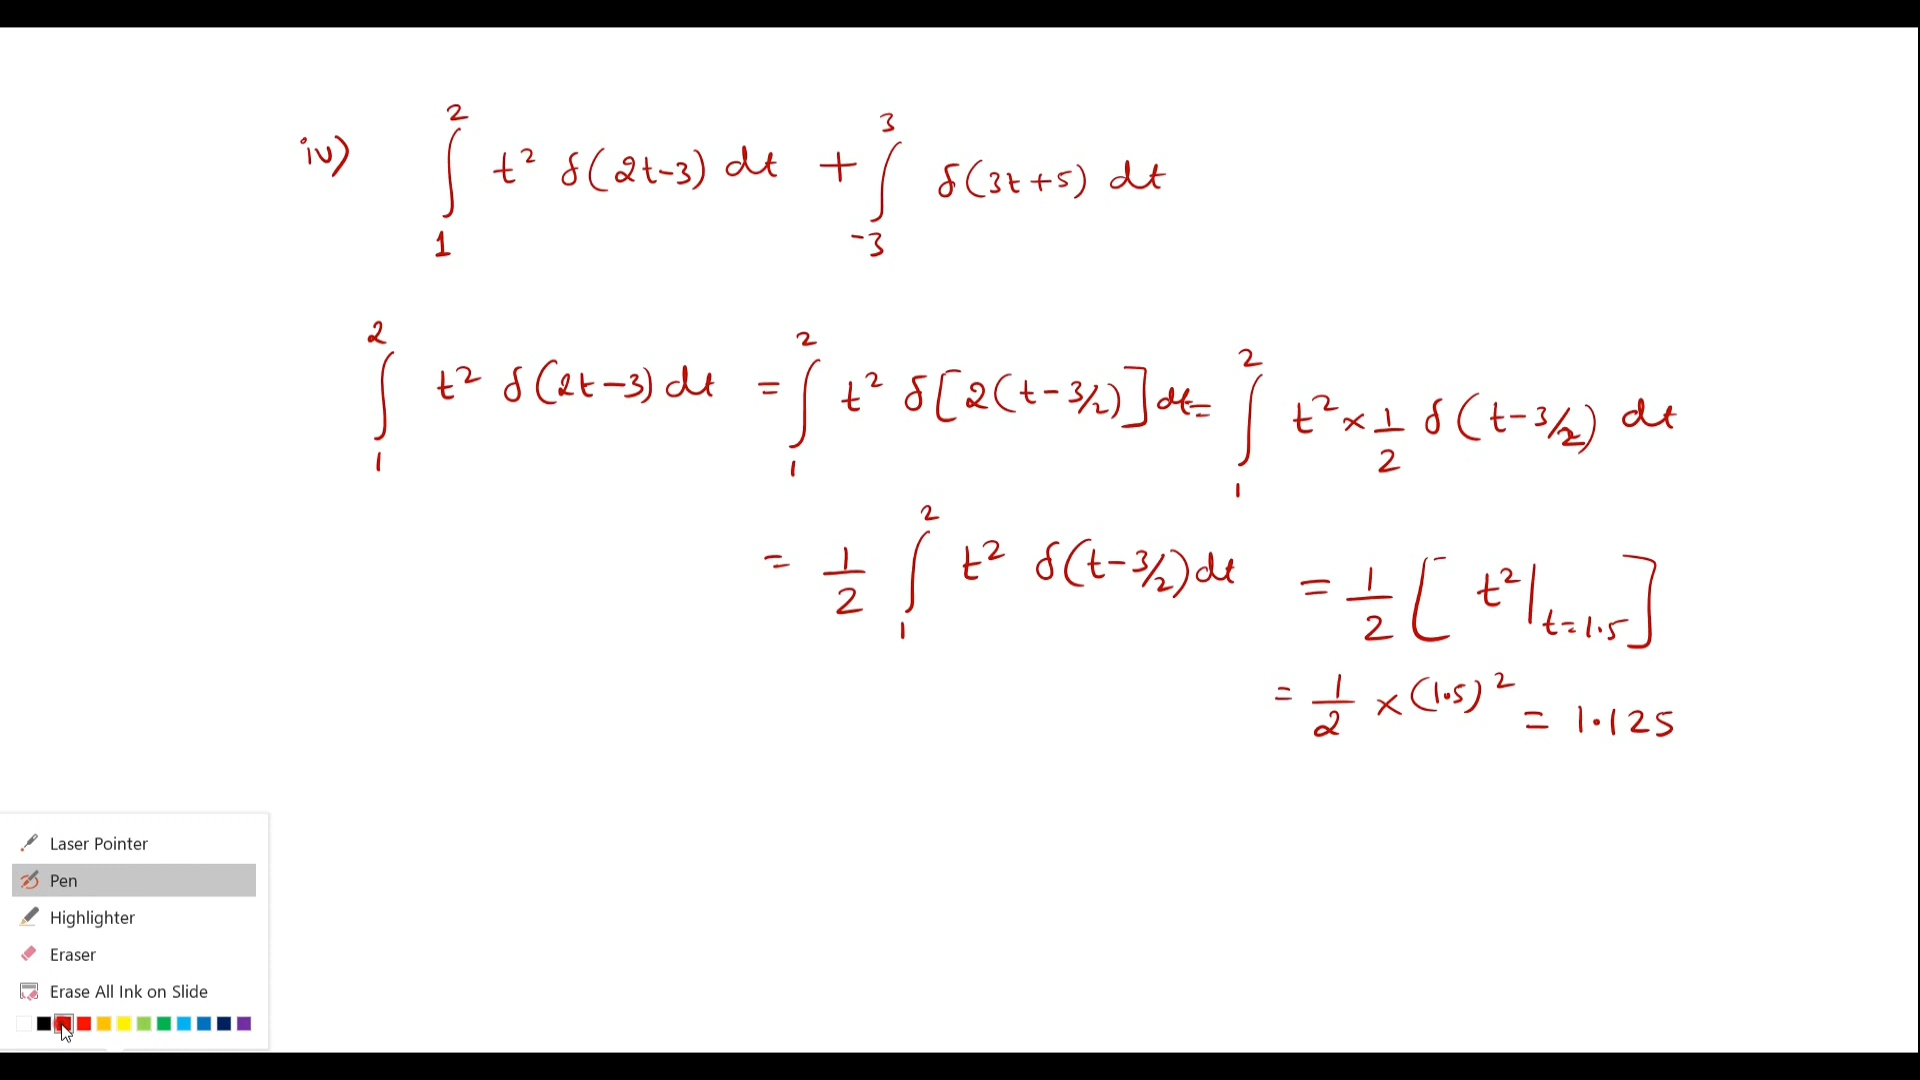 iv) ∫₁² t² δ(2t-3) dt + ∫₋₃³ δ(3t+5) dt
∫₁² t² δ(2t-3) dt = ∫₁² t² δ[2(t-3/2)] dt = ∫₁² t² × 1/2 δ(t-3/2) dt
= 1/2 ∫₁² t² δ(t-3/2) dt = 1/2 [t²|t=1.5]
= 1/2 × (1.5)² = 1.125
Laser Pointer
Pen
Highlighter
Eraser
Erase All Ink on Slide